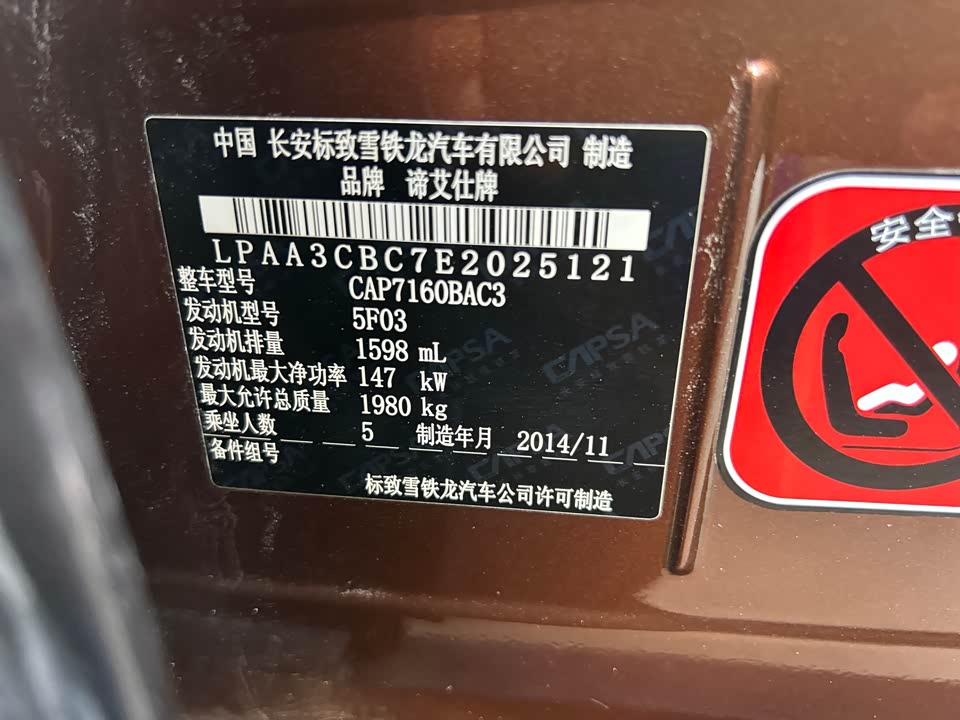 中国 长安标致雪铁龙汽车有限公司 制造
品牌 谛艾仕牌
LPAA3CBC7E2025121
整车型号 CAP7160BAC3
发动机型号 5F03
发动机排量 1598 mL
发动机最大净功率 147 kW
最大允许总质量 1980 kg
乘坐人数 5 制造年月 2014/11
备件组号
标致雪铁龙汽车公司许可制造
CAPSA
CAPSA
安全